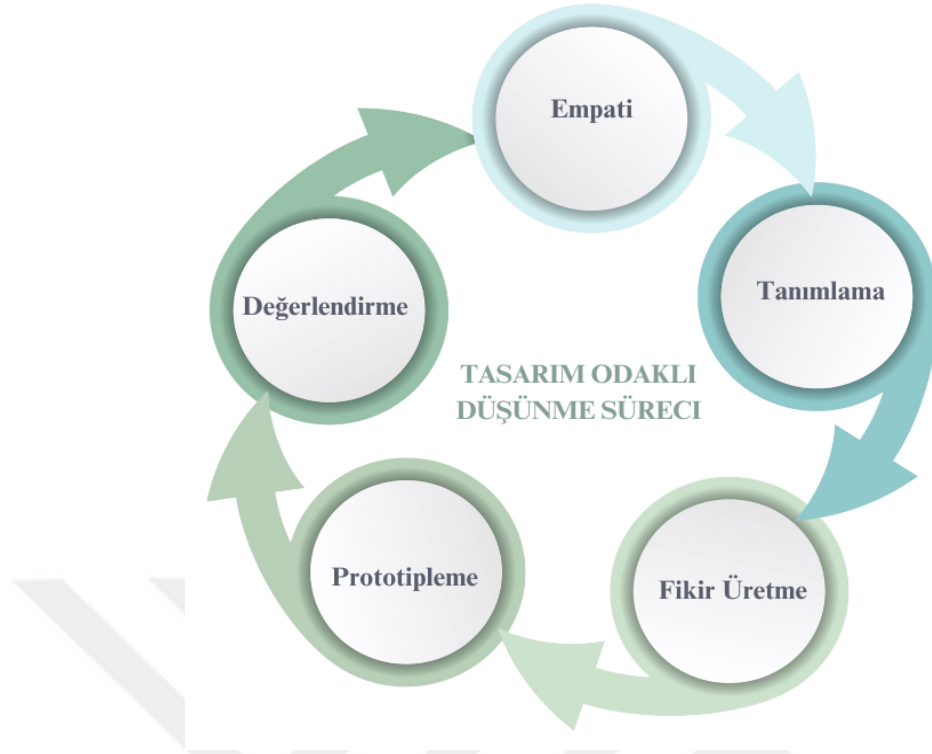 Empati
Tanımlama
Değerlendirme
TASARIM ODAKLI
DÜŞÜNME SÜRECI
Prototipleme
Fikir Üretme